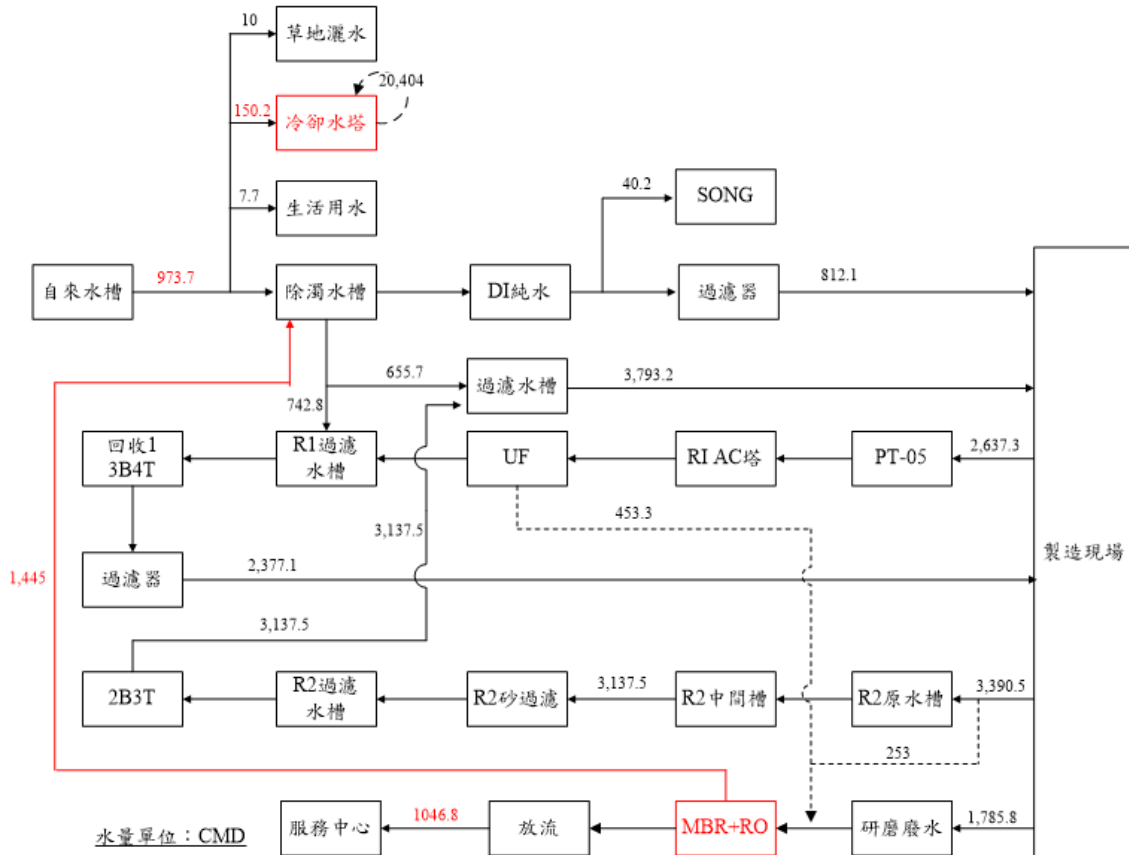 10
草地灑水
20,404
150.2
冷卻水塔
7.7
生活用水
40.2
SONG
自來水槽
973.7
除濁水槽
DI純水
過濾器
812.1
655.7
過濾水槽
3,793.2
742.8
回收1
3B4T
R1過濾
水槽
UF
RI AC塔
PT-05
2,637.3
453.3
3,137.5
製造現場
1,445
過濾器
2,377.1
3,137.5
2B3T
R2過濾
水槽
R2砂過濾
3,137.5
R2中間槽
R2原水槽
3,390.5
253
水量單位：CMD
服務中心
1046.8
放流
MBR+RO
研磨廢水
1,785.8